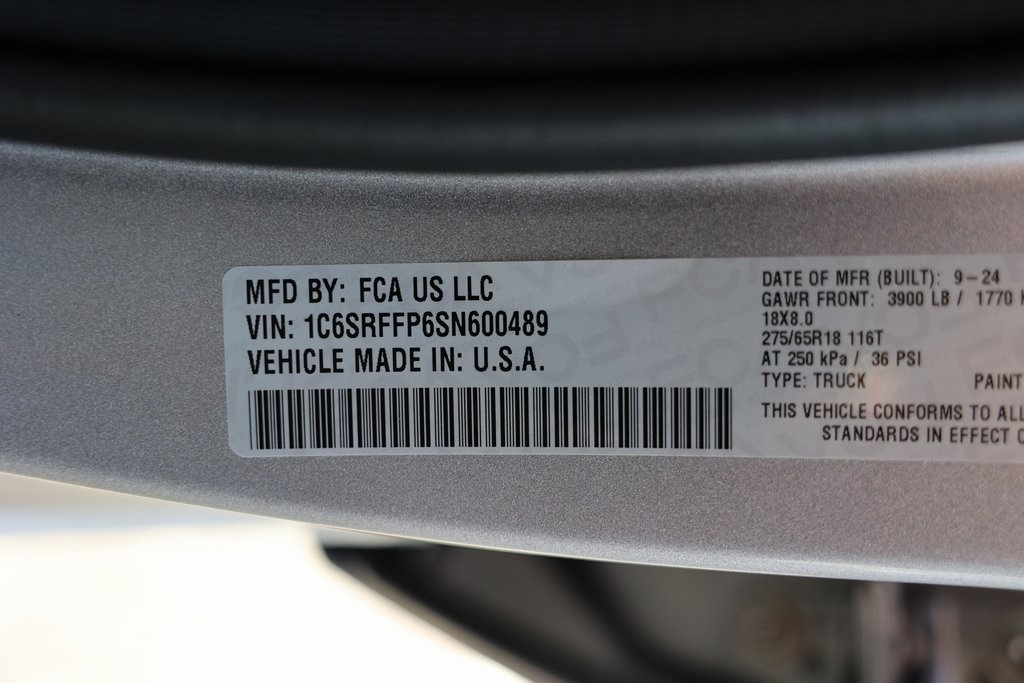 MFD BY: FCA US LLC
VIN: 1C6SRFFP6SN600489
VEHICLE MADE IN: U.S.A.
DATE OF MFR (BUILT): 9-24
GAWR FRONT: 3900 LB / 1770
18X8.0
275/65R18 116T
AT 250 kPa / 36 PSI
TYPE: TRUCK PAINT
THIS VEHICLE CONFORMS TO ALL
STANDARDS IN EFFECT